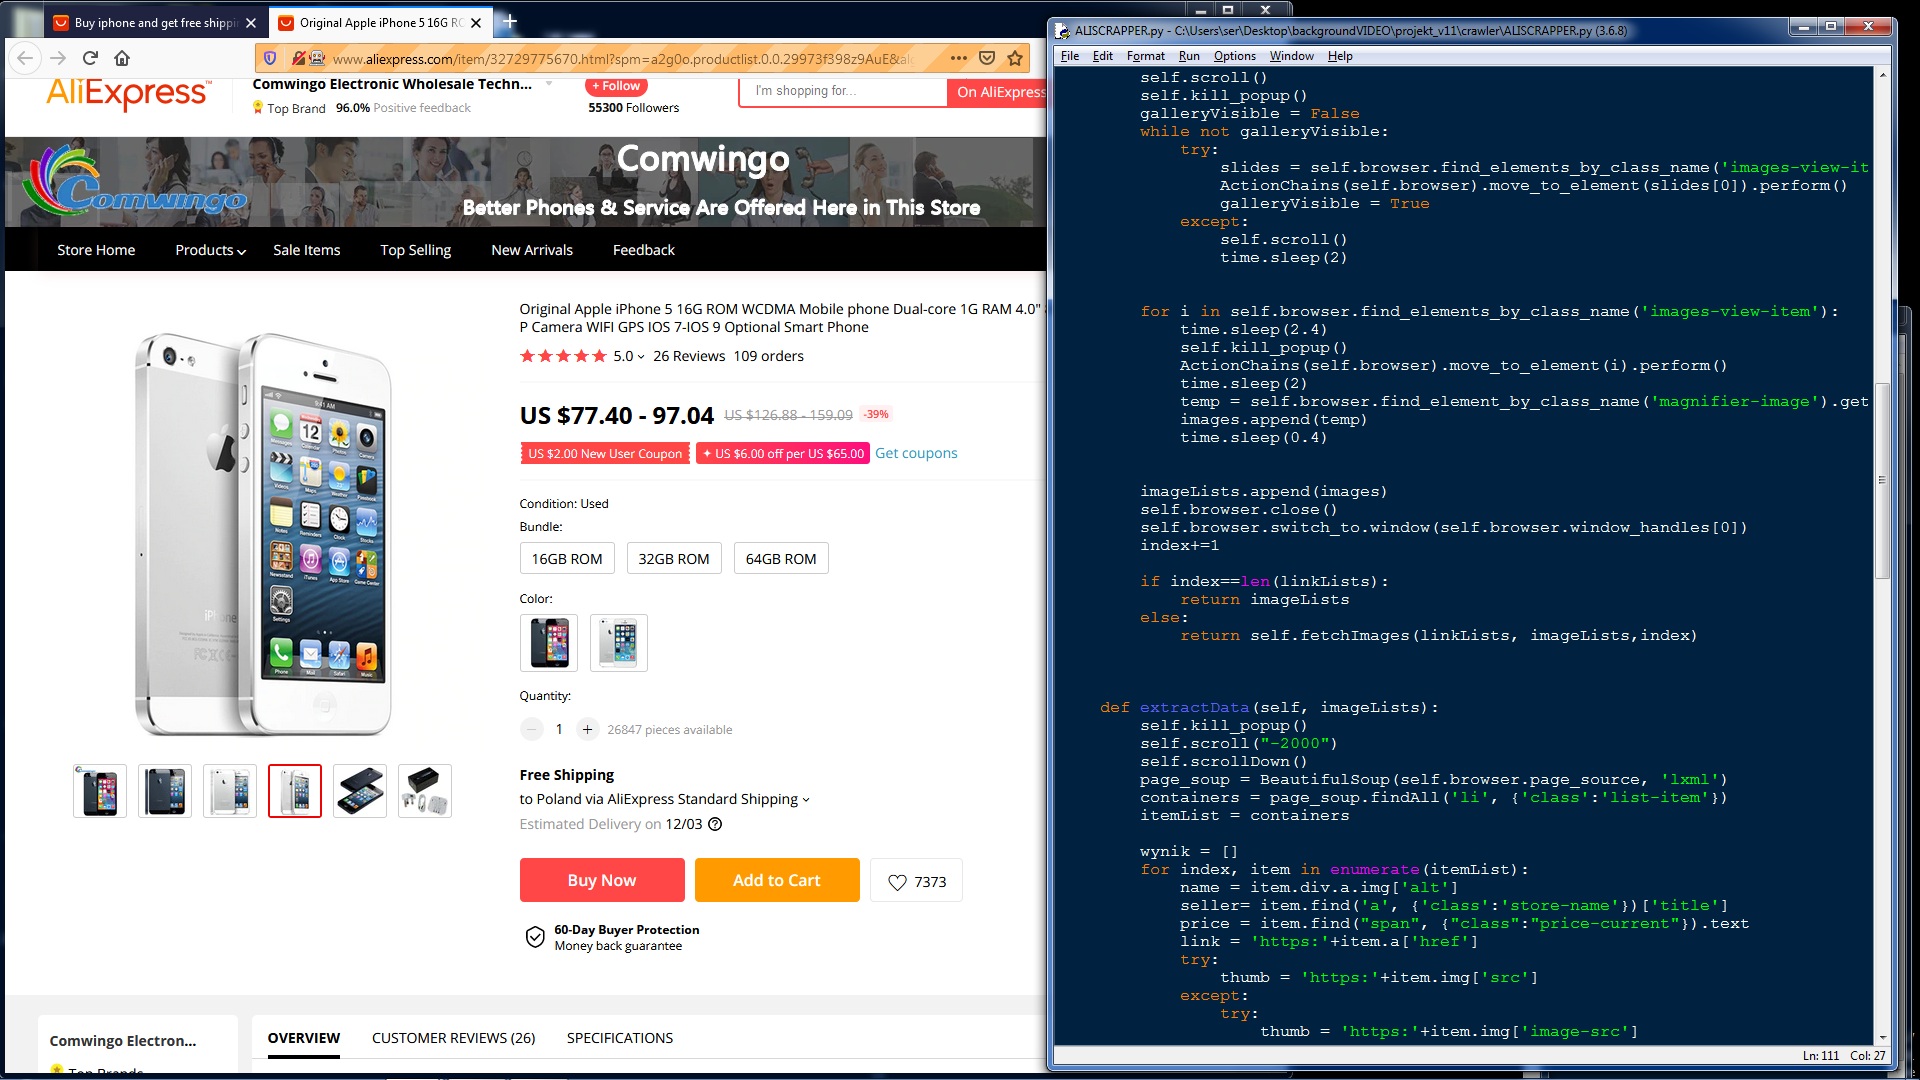 Buy iphone and get free shippi
Original Apple iPhone 5 16G RO
www.aliexpress.com/item/32729775670.html?spm=a2g0o.productlist.0.0.29973f398z9AuE&alg
AliExpress™
Comwingo Electronic Wholesale Techn...
Top Brand 96.0% Positive feedback
+ Follow
55300 Followers
I'm shopping for...
On AliExpress
Comwingo
Comwingo
Better Phones & Service Are Offered Here in This Store
Store Home Products Sale Items Top Selling New Arrivals Feedback
Original Apple iPhone 5 16G ROM WCDMA Mobile phone Dual-core 1G RAM 4.0"
P Camera WIFI GPS IOS 7-IOS 9 Optional Smart Phone
5.0 26 Reviews 109 orders
US $77.40 - 97.04 US $126.88 - 159.09 -39%
US $2.00 New User Coupon US $6.00 off per US $65.00 Get coupons
Condition: Used
Bundle:
16GB ROM 32GB ROM 64GB ROM
Color:
Quantity:
1 26847 pieces available
Free Shipping
to Poland via AliExpress Standard Shipping
Estimated Delivery on 12/03
Buy Now Add to Cart 7373
60-Day Buyer Protection
Money back guarantee
Comwingo Electron...
Top Brands
OVERVIEW CUSTOMER REVIEWS (26) SPECIFICATIONS
ALISCRAPPER.py - C:\Users\ser\Desktop\backgroundVIDEO\projekt_v11\crawler\ALISCRAPPER.py (3.6.8)
File Edit Format Run Options Window Help
self.scroll()
self.kill_popup()
galleryVisible = False
while not galleryVisible:
try:
slides = self.browser.find_elements_by_class_name('images-view-it
ActionChains(self.browser).move_to_element(slides[0]).perform()
galleryVisible = True
except:
self.scroll()
time.sleep(2)
for i in self.browser.find_elements_by_class_name('images-view-item'):
time.sleep(2.4)
self.kill_popup()
ActionChains(self.browser).move_to_element(i).perform()
time.sleep(2)
temp = self.browser.find_element_by_class_name('magnifier-image').get
images.append(temp)
time.sleep(0.4)
imageLists.append(images)
self.browser.close()
self.browser.switch_to.window(self.browser.window_handles[0])
index+=1
if index==len(linkLists):
return imageLists
else:
return self.fetchImages(linkLists, imageLists,index)
def extractData(self, imageLists):
self.kill_popup()
self.scroll("-2000")
self.scrollDown()
page_soup = BeautifulSoup(self.browser.page_source, 'lxml')
containers = page_soup.findAll('li', {'class':'list-item'})
itemList = containers
wynik = []
for index, item in enumerate(itemList):
name = item.div.a.img['alt']
seller= item.find('a', {'class':'store-name'})['title']
price = item.find("span", {"class":"price-current"}).text
link = 'https:'+item.a['href']
try:
thumb = 'https:'+item.img['src']
except:
try:
thumb = 'https:'+item.img['image-src']
Ln: 111 Col: 27